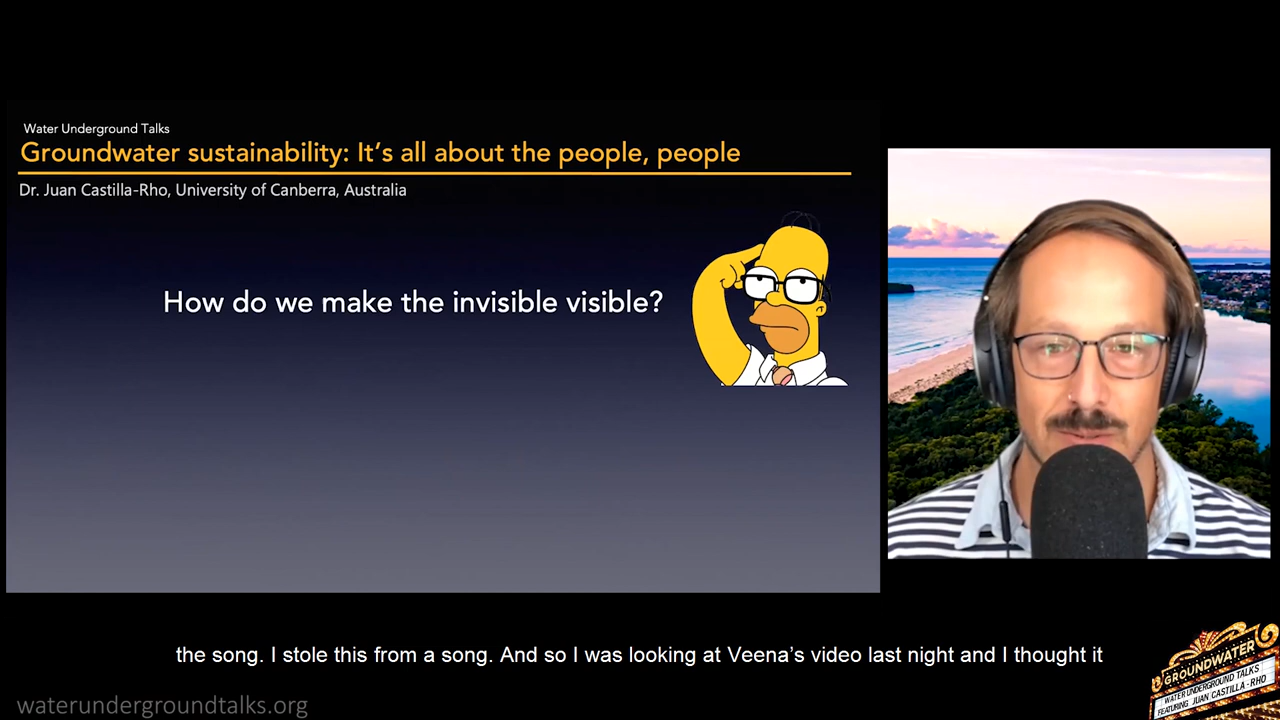 Water Underground Talks
Groundwater sustainability: It's all about the people, people
Dr. Juan Castilla-Rho, University of Canberra, Australia
How do we make the invisible visible?
the song. I stole this from a song. And so I was looking at Veena's video last night and I thought it
waterundergroundtalks.org
GROUNDWATER
WATER UNDERGROUND TALKS
FEATURING JUAN CASTILLA-RHO